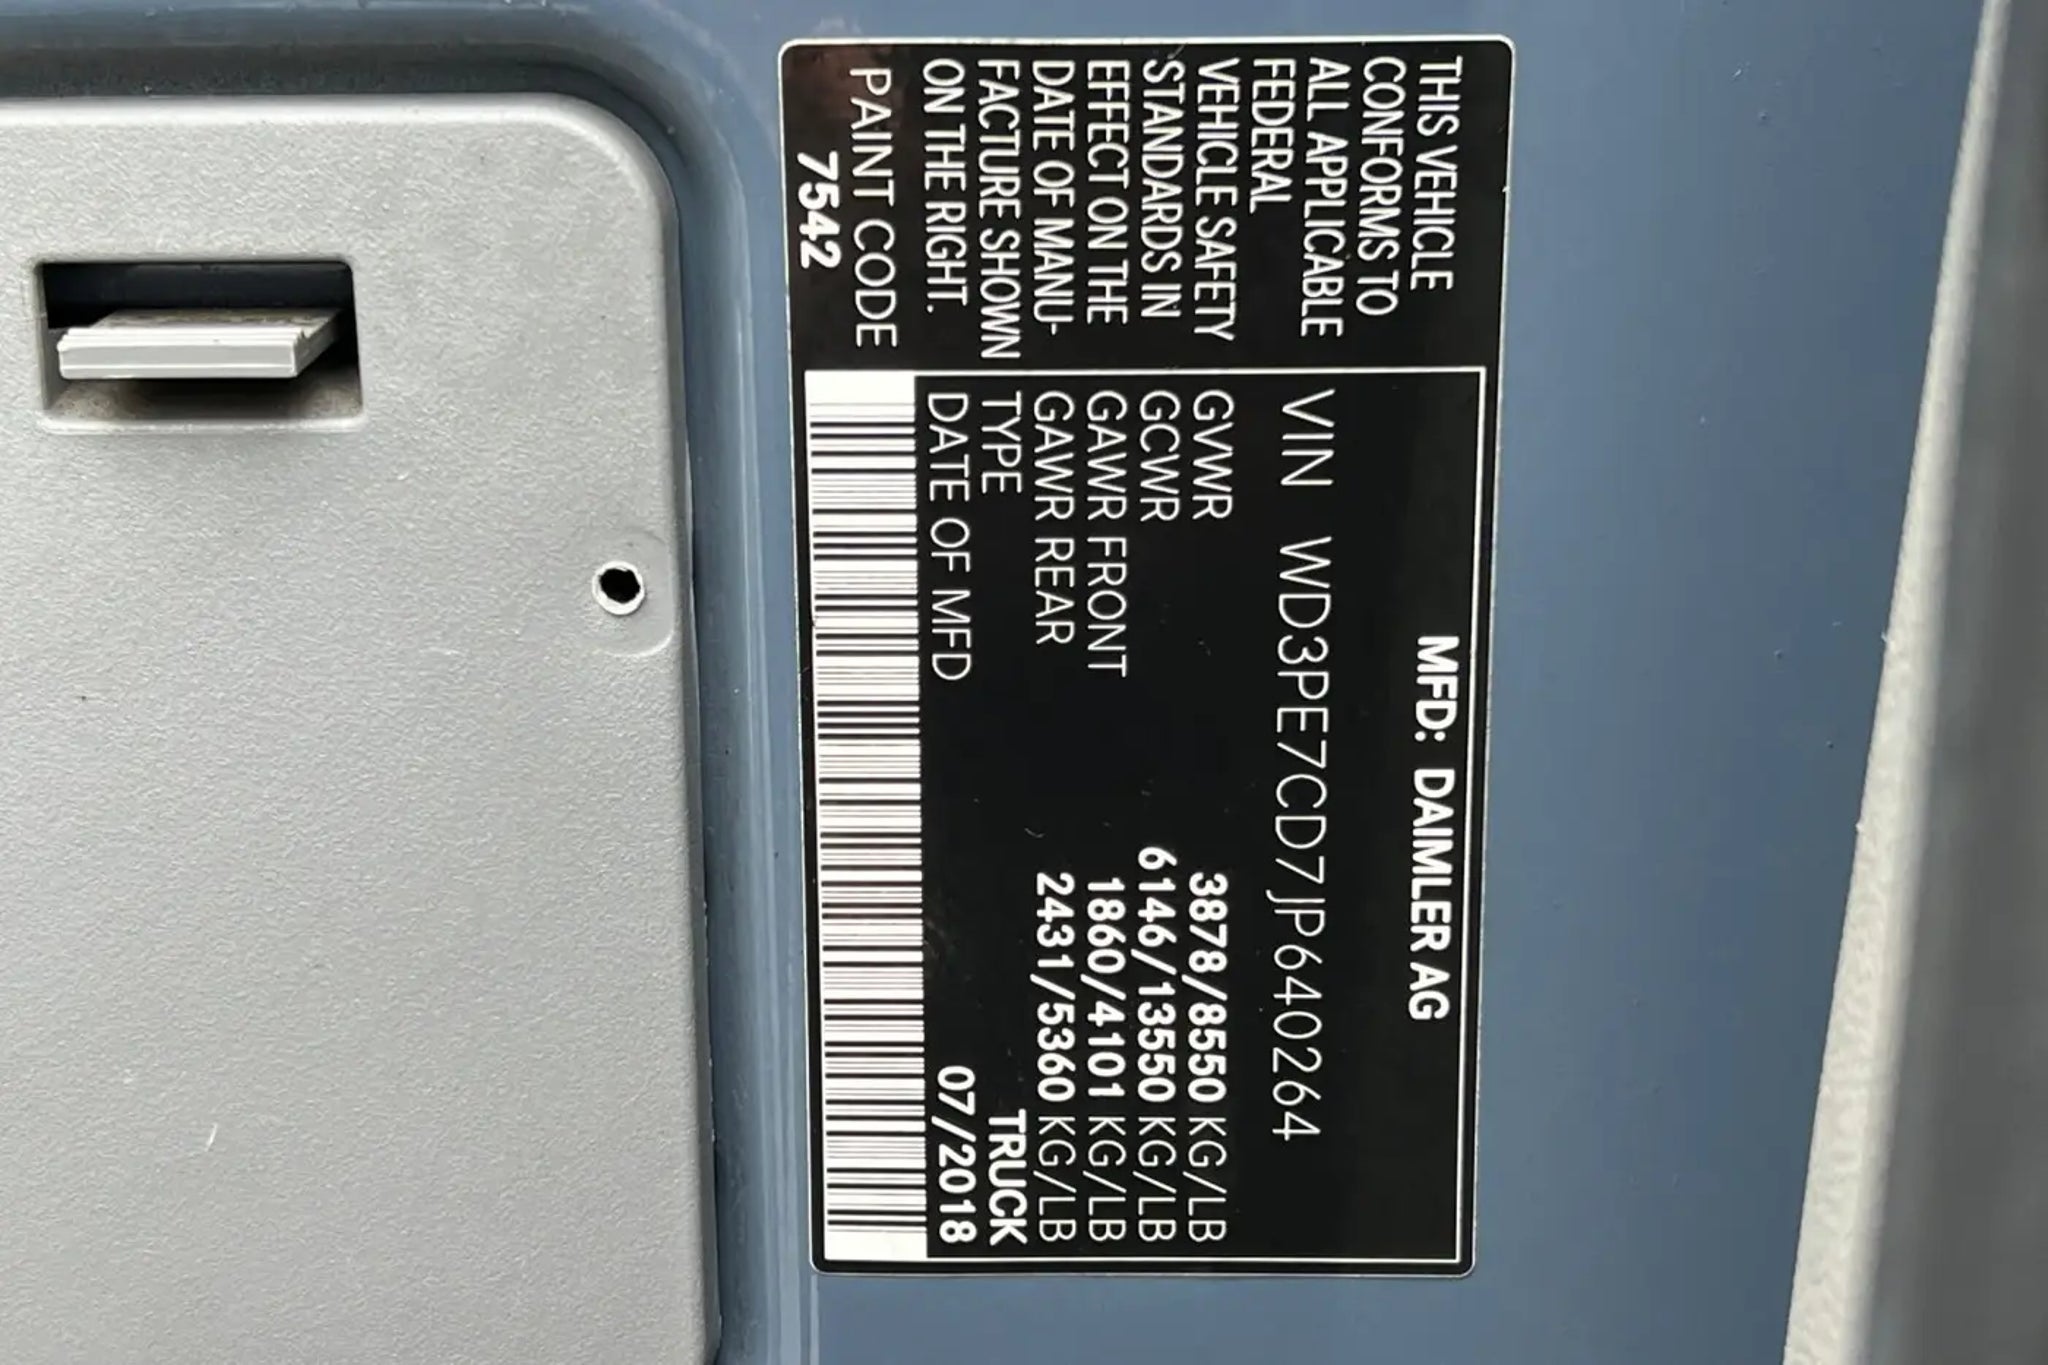 THIS VEHICLE
CONFORMS TO
ALL APPLICABLE
FEDERAL
VEHICLE SAFETY
STANDARDS IN
EFFECT ON THE
DATE OF MANU-
FACTURE SHOWN
ON THE RIGHT.
PAINT CODE
7542
MFD: DAIMLER AG
VIN WD3PE7CD7JP640264
GVWR 3878/8550 KG/LB
GCWR 6146/13550 KG/LB
GAWR FRONT 1860/4101 KG/LB
GAWR REAR 2431/5360 KG/LB
TYPE TRUCK
DATE OF MFD 07/2018